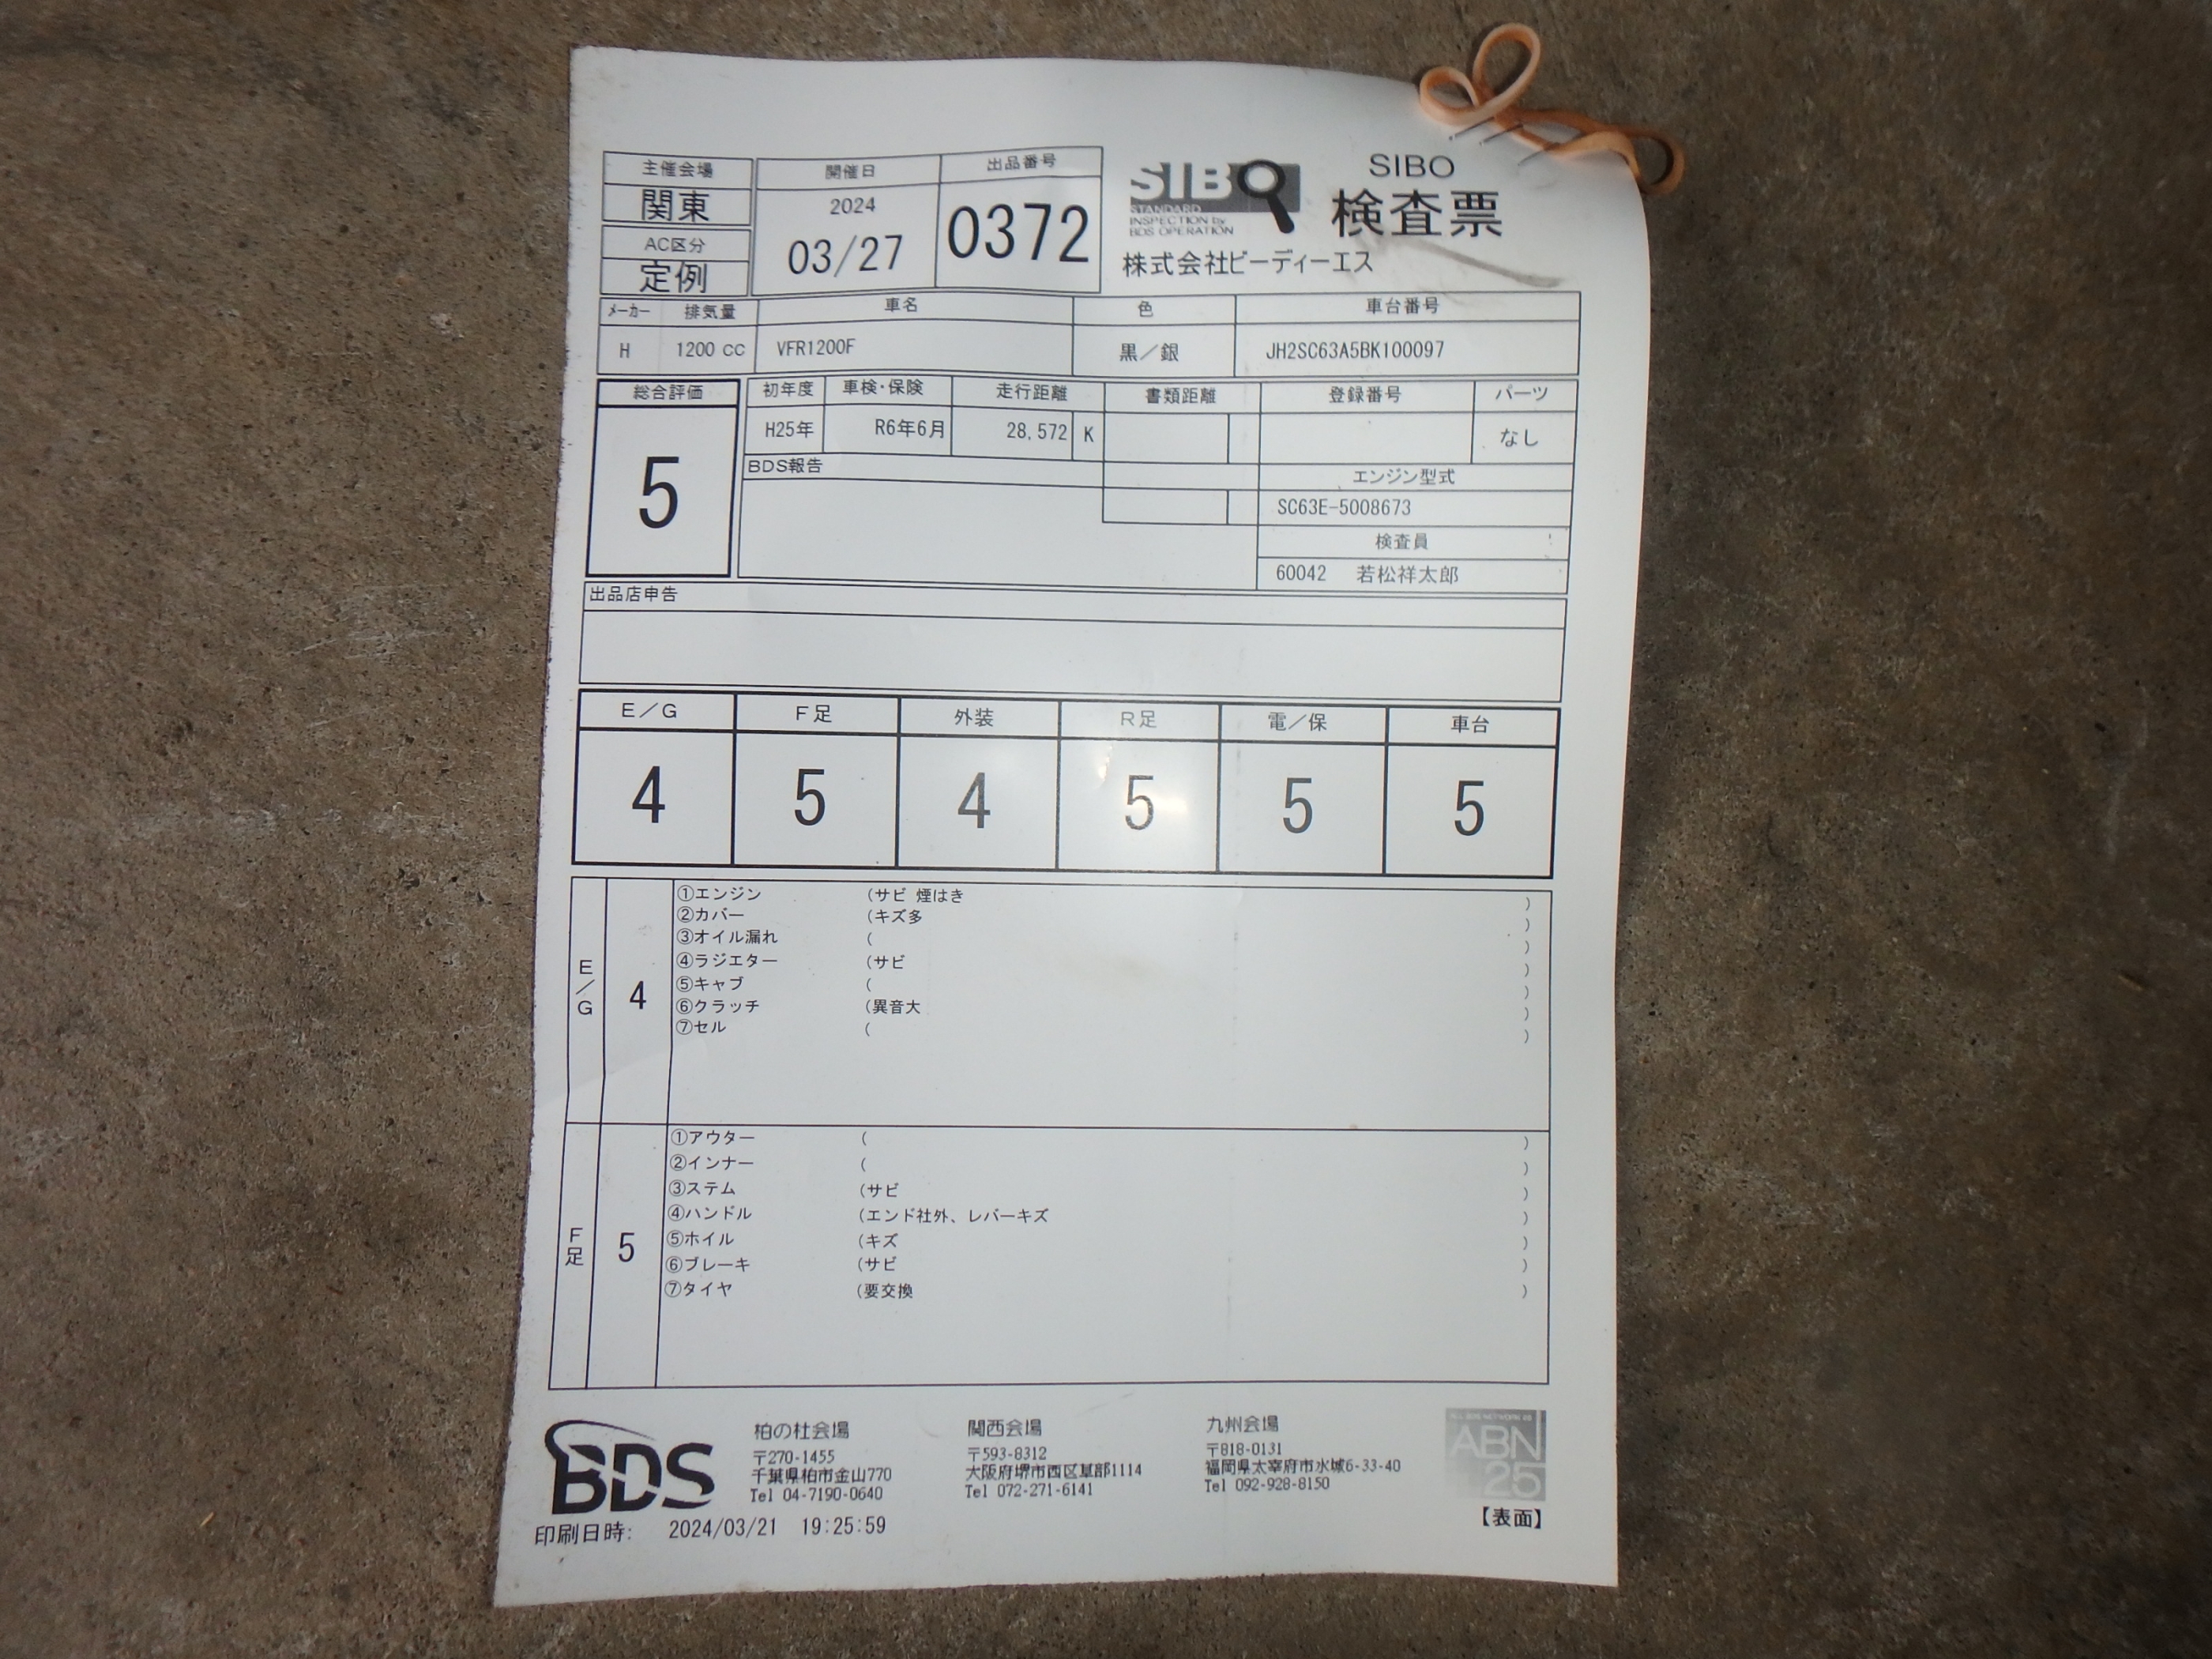 主催会場 開催日 出品番号
関東 2024 03/27 0372
AC区分
定例
SIBO
STANDARD
INSPECTION by
BDS OPERATION
SIBO
検査票
株式会社ビーディーエス
メーカー 排気量 車名 色 車台番号
H 1200 cc VFR1200F 黒／銀 JH2SC63A5BK100097
総合評価 初年度 車検・保険 走行距離 書類距離 登録番号 パーツ
5 H25年 R6年6月 28,572 K なし
BDS報告 エンジン型式
SC63E-5008673
検査員
60042 若松祥太郎
出品店申告
E／G F足 外装 R足 電／保 車台
4 5 4 5 5 5
E／G 4
①エンジン (サビ 煙はき )
②カバー (キズ多 )
③オイル漏れ ( )
④ラジエター (サビ )
⑤キャブ ( )
⑥クラッチ (異音大 )
⑦セル ( )
F足 5
①アウター ( )
②インナー ( )
③ステム (サビ )
④ハンドル (エンド社外、レバーキズ )
⑤ホイル (キズ )
⑥ブレーキ (サビ )
⑦タイヤ (要交換 )
BDS
柏の杜会場
〒270-1455
千葉県柏市金山770
Tel 04-7190-0640
関西会場
〒593-8312
大阪府堺市西区草部1114
Tel 072-271-6141
九州会場
〒818-0131
福岡県太宰府市水城6-33-40
Tel 092-928-8150
ABN
25
【表面】
印刷日時: 2024/03/21 19:25:59